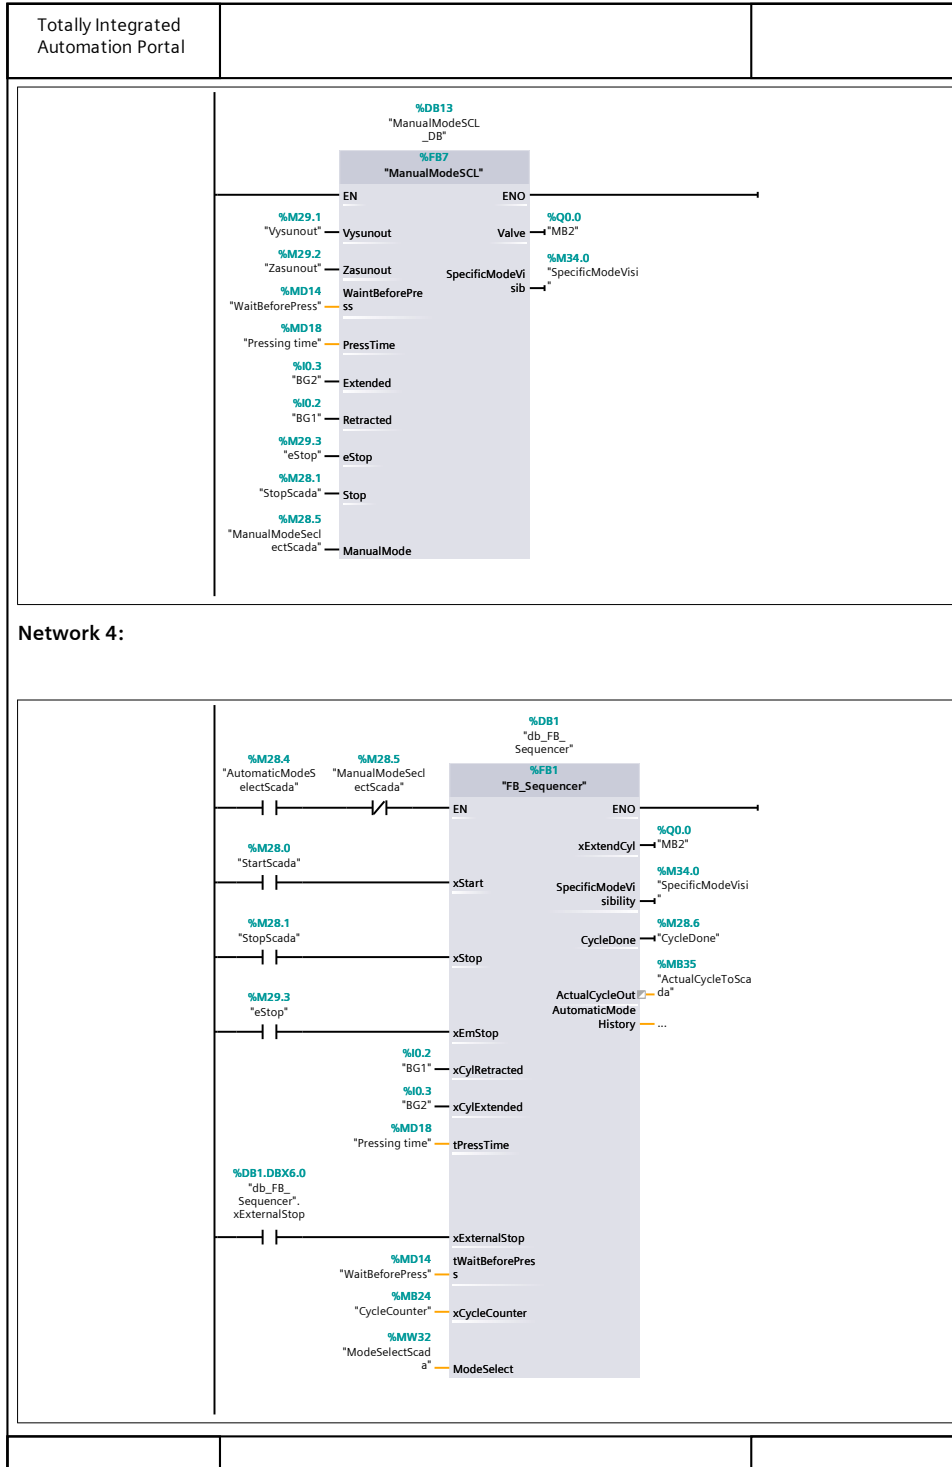 Totally Integrated
Automation Portal
%DB13
"ManualModeSCL
_DB"
%FB7
"ManualModeSCL"
EN
ENO
%M29.1
"Vysunout"
Vysunout
Valve
%Q0.0
"MB2"
%M29.2
"Zasunout"
Zasunout
SpecificModeVi
sib
%M34.0
"SpecificModeVisi
"
%MD14
"WaitBeforePress"
WaintBeforePre
ss
%MD18
"Pressing time"
PressTime
%I0.3
"BG2"
Extended
%I0.2
"BG1"
Retracted
%M29.3
"eStop"
eStop
%M28.1
"StopScada"
Stop
%M28.5
"ManualModeSecl
ectScada"
ManualMode
Network 4:
%DB1
"db_FB_
Sequencer"
%M28.4
"AutomaticModeS
electScada"
%M28.5
"ManualModeSecl
ectScada"
%FB1
"FB_Sequencer"
EN
ENO
xExtendCyl
%Q0.0
"MB2"
%M28.0
"StartScada"
xStart
SpecificModeVi
sibility
%M34.0
"SpecificModeVisi
"
%M28.1
"StopScada"
xStop
CycleDone
%M28.6
"CycleDone"
%M29.3
"eStop"
xEmStop
ActualCycleOut
%MB35
"ActualCycleToSca
da"
AutomaticMode
History
...
%I0.2
"BG1"
xCylRetracted
%I0.3
"BG2"
xCylExtended
%MD18
"Pressing time"
tPressTime
%DB1.DBX6.0
"db_FB_
Sequencer".
xExternalStop
xExternalStop
%MD14
"WaitBeforePress"
tWaitBeforePres
s
%MB24
"CycleCounter"
xCycleCounter
%MW32
"ModeSelectScad
a"
ModeSelect